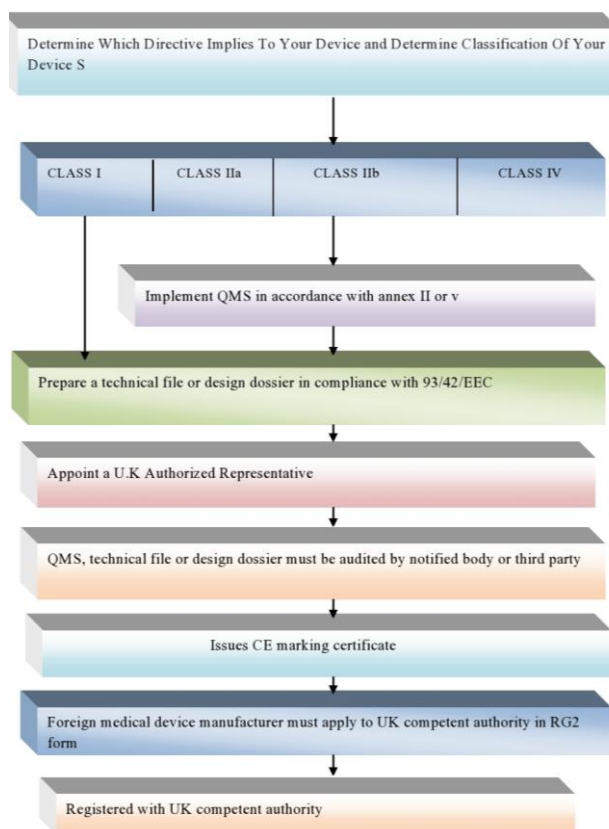 Determine Which Directive Implies To Your Device and Determine Classification Of Your
Device S
CLASS I CLASS IIa CLASS IIb CLASS IV
Implement QMS in accordance with annex II or v
Prepare a technical file or design dossier in compliance with 93/42/EEC
Appoint a U.K Authorized Representative
QMS, technical file or design dossier must be audited by notified body or third party
Issues CE marking certificate
Foreign medical device manufacturer must apply to UK competent authority in RG2
form
Registered with UK competent authority